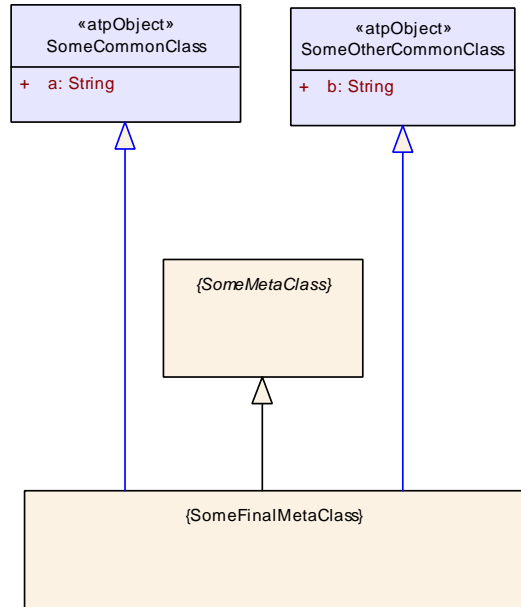 «atpObject»
SomeCommonClass
+ a: String
«atpObject»
SomeOtherCommonClass
+ b: String
{SomeMetaClass}
{SomeFinalMetaClass}